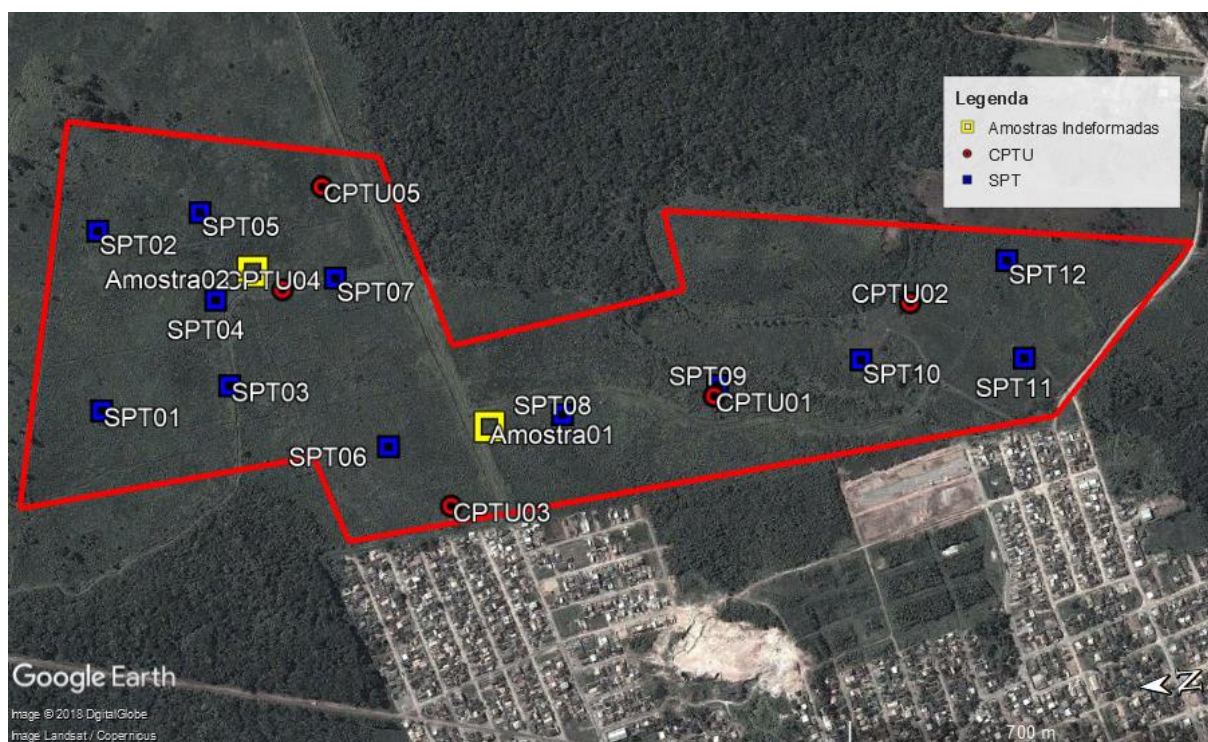 Legenda
Amostras Indeformadas
CPTU
SPT
CPTU05
SPT05
SPT02
Amostra02
CPTU04
SPT07
SPT04
SPT03
SPT01
SPT06
SPT08
Amostra01
CPTU03
SPT09
CPTU01
CPTU02
SPT12
SPT10
SPT11
Google Earth
Image © 2018 DigitalGlobe
Image Landsat / Copernicus
N
700 m